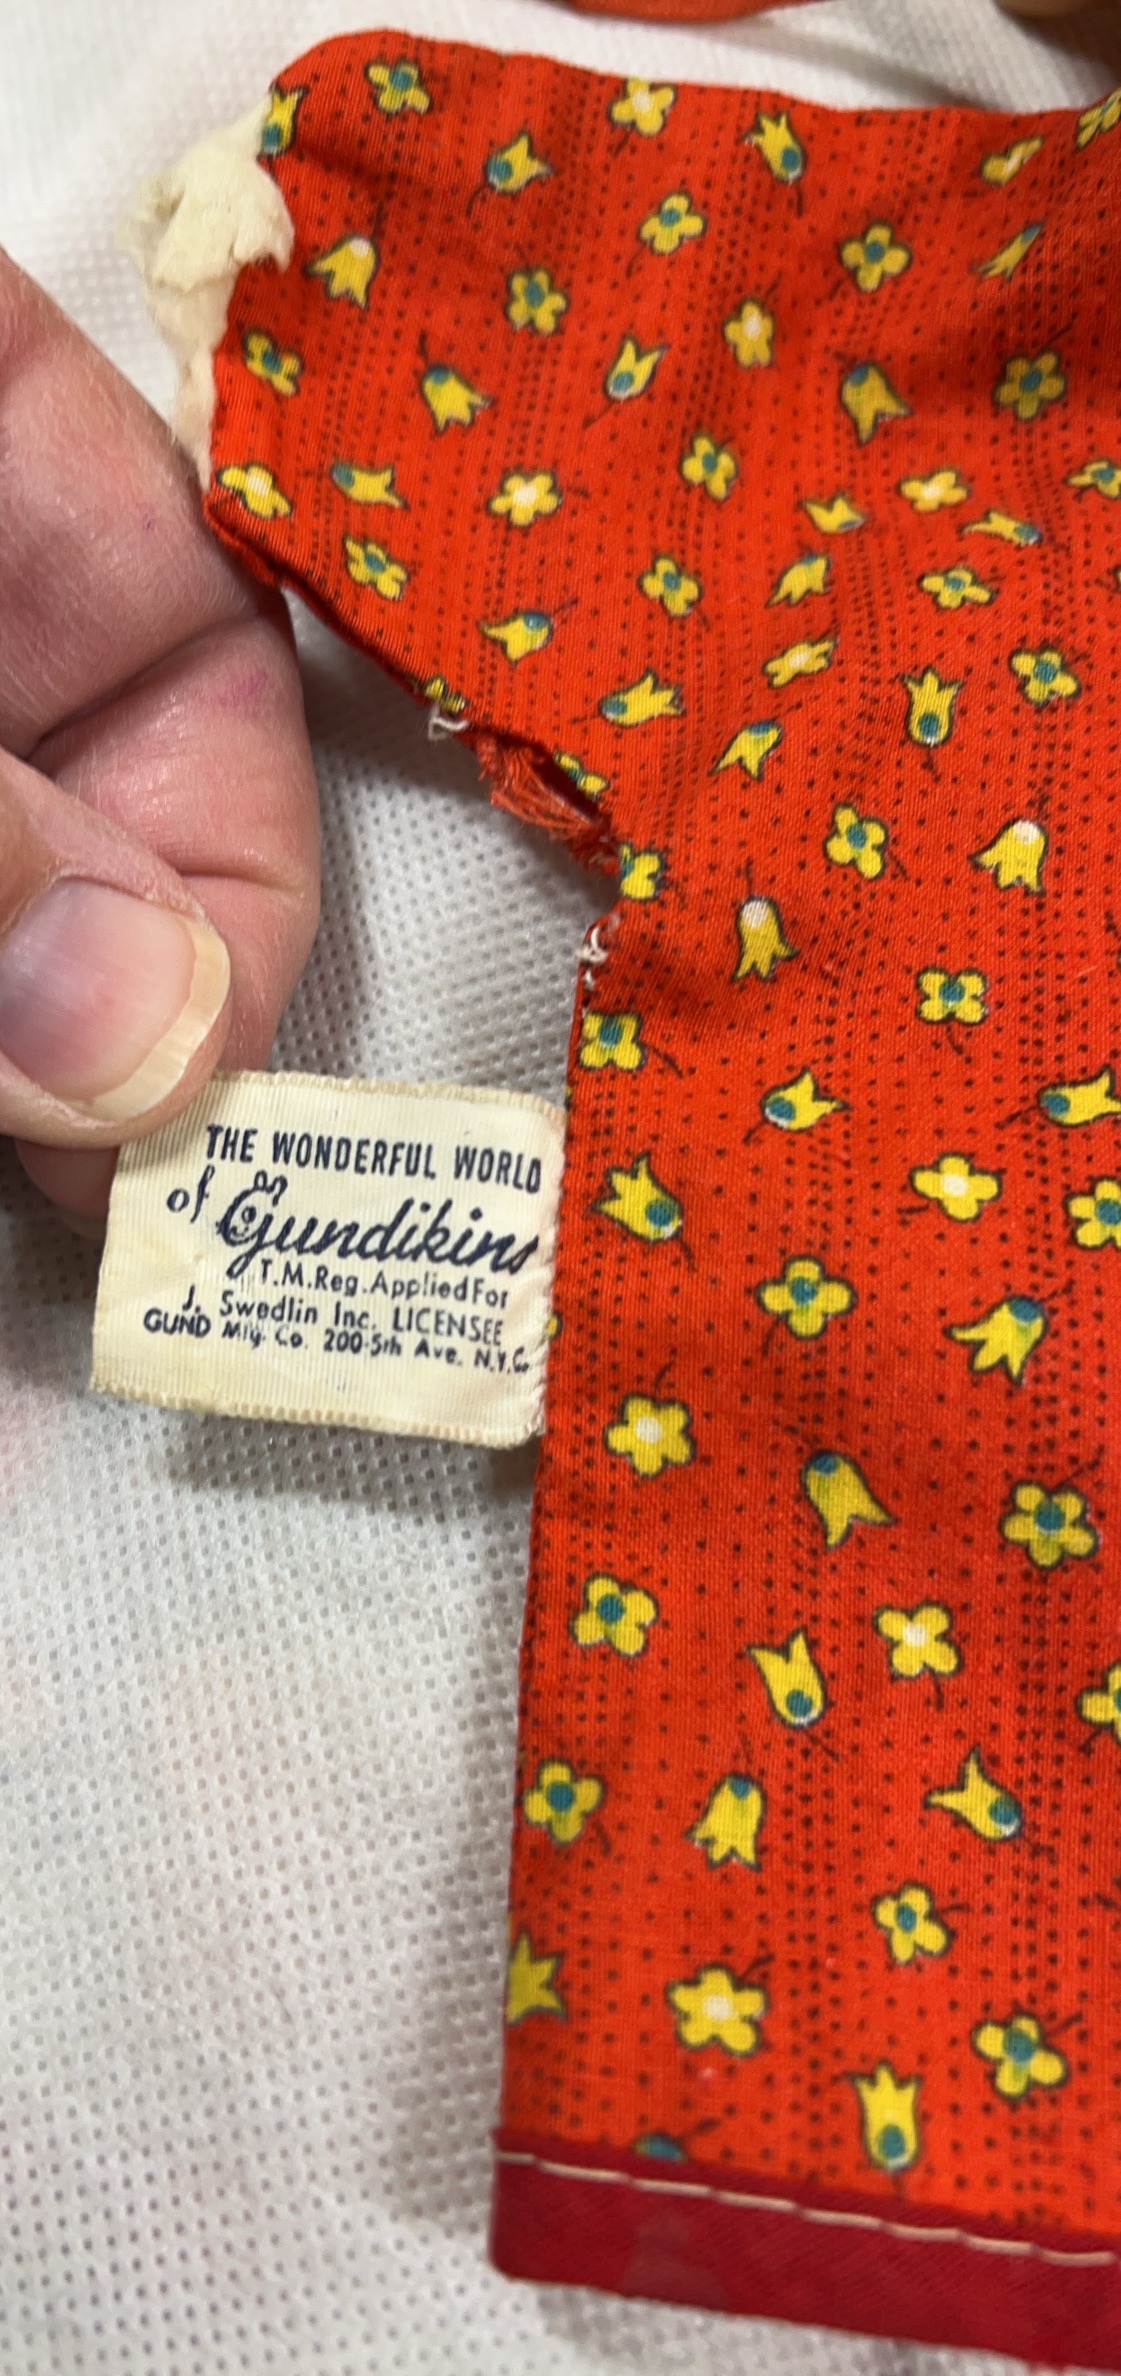 THE WONDERFUL WORLD
of Gundikins
T.M.Reg.Applied For
J. Swedlin Inc. LICENSEE
GUND Mfg. Co. 200-5th Ave. N.Y.C.